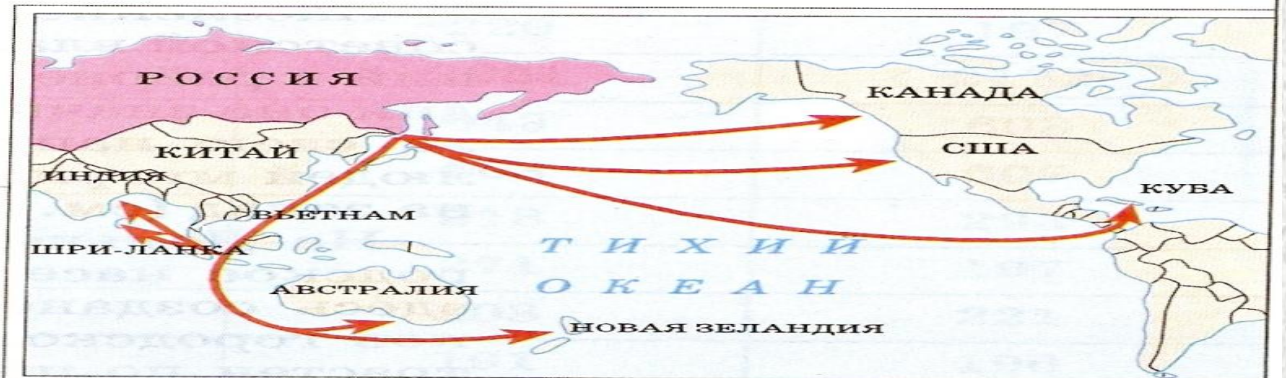 РОССИЯ
КАНАДА
КИТАЙ
США
ИНДИЯ
КУБА
ВЬЕТНАМ
ШРИ-ЛАНКА
ТИХИЙ
ОКЕАН
АВСТРАЛИЯ
НОВАЯ ЗЕЛАНДИЯ